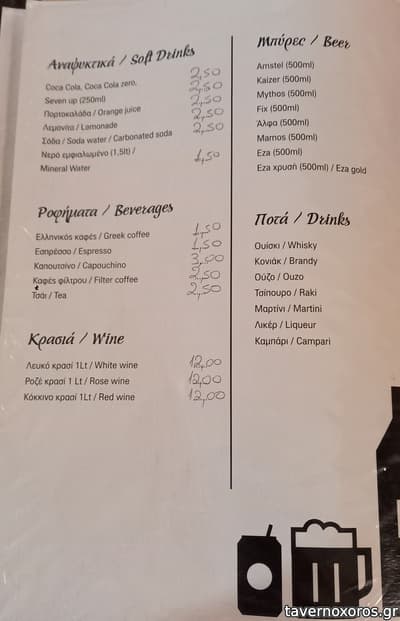 Αναψυκτικά / Soft Drinks
Coca Cola, Coca Cola zero, 2,50
Seven up (250ml) 2,50
Πορτοκαλάδα / Orange juice 2,50
Λεμονίτα / Lemonade 2,50
Σόδα / Soda water / Carbonated soda 2,50
Νερό εμφιαλωμένο (1,5lt) / 1,50
Mineral Water
Ροφήματα / Beverages
Ελληνικός καφές / Greek coffee 1,50
Εσπρέσσο / Espresso 1,50
Καπουτσίνο / Capouchino 3,00
Καφές φίλτρου / Filter coffee 2,50
Τσάι / Tea 2,50
Κρασιά / Wine
Λευκό κρασί 1Lt / White wine 12,00
Ροζέ κρασί 1 Lt / Rose wine 12,00
Κόκκινο κρασί 1Lt / Red wine 12,00
Μπύρες / Beer
Amstel (500ml)
Kaizer (500ml)
Mythos (500ml)
Fix (500ml)
Άλφα (500ml)
Mamos (500ml)
Eza (500ml)
Eza χρυσή (500ml) / Eza gold
Ποτά / Drinks
Ουίσκι / Whisky
Κονιάκ / Brandy
Ούζο / Ouzo
Τσίπουρο / Raki
Μαρτίνι / Martini
Λικέρ / Liqueur
Καμπάρι / Campari
tavernoxoros.gr